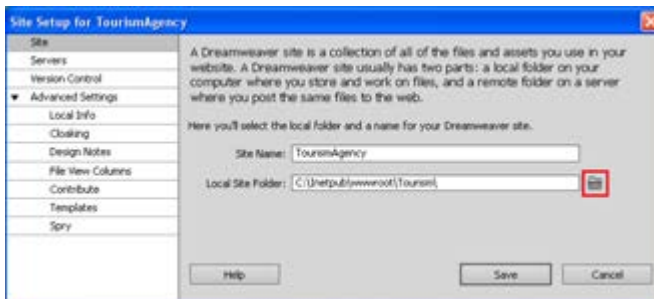 Site Setup for TourismAgency
Site
Servers
Version Control
Advanced Settings
Local Info
Cloaking
Design Notes
File View Columns
Contribute
Templates
Spry
A Dreamweaver site is a collection of all of the files and assets you use in your
website. A Dreamweaver site usually has two parts: a local folder on your
computer where you store and work on files, and a remote folder on a server
where you post the same files to the web.
Here you'll select the local folder and a name for your Dreamweaver site.
Site Name: TourismAgency
Local Site Folder: C:\Inetpub\wwwroot\Tourism\
Help
Save
Cancel